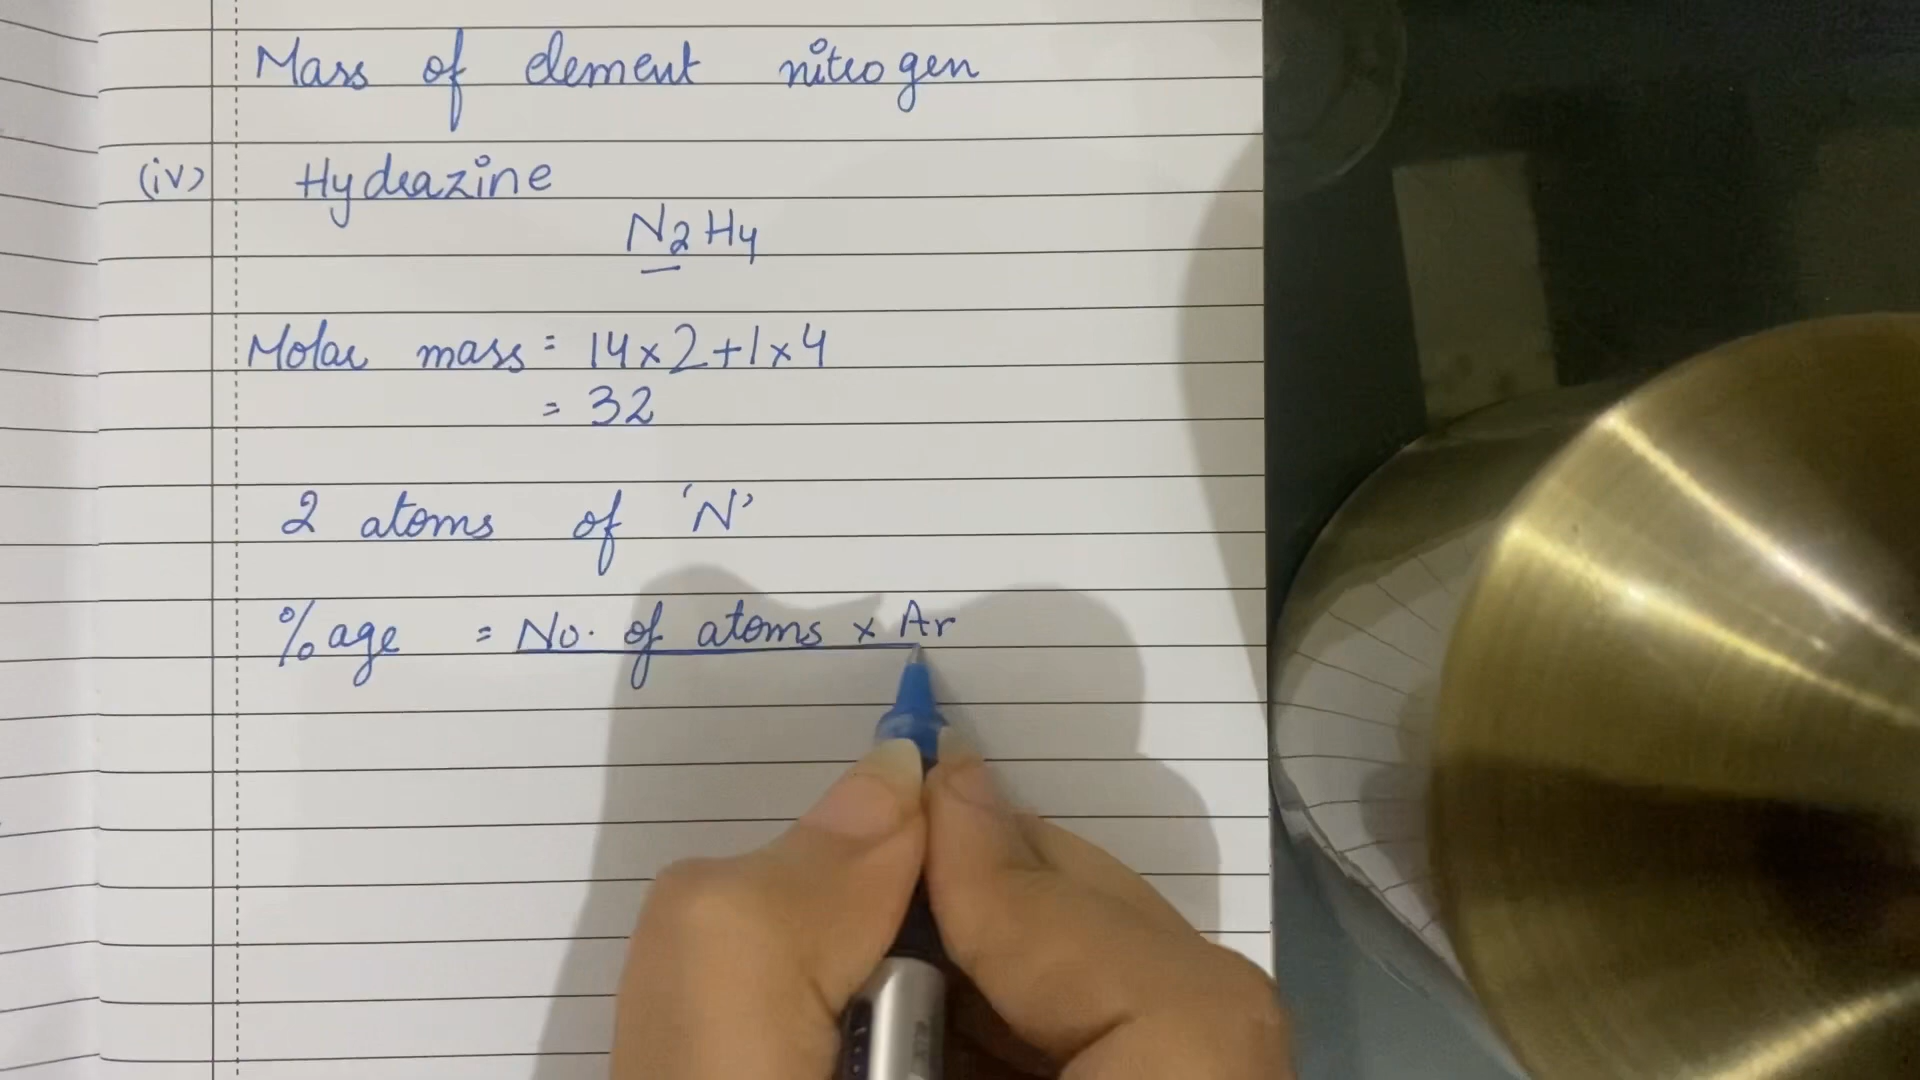 Mass of element nitrogen
(iv) Hydrazine
N2H4
Molar mass = 14×2+1×4
= 32
2 atoms of 'N'
%age = No. of atoms × Ar